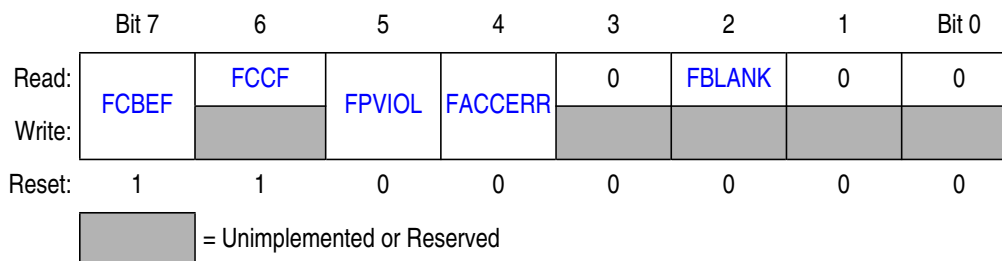 Bit 7 6 5 4 3 2 1 Bit 0
Read: FCBEF FCCF FPVIOL FACCERR 0 FBLANK 0 0
Write:
Reset: 1 1 0 0 0 0 0 0
= Unimplemented or Reserved